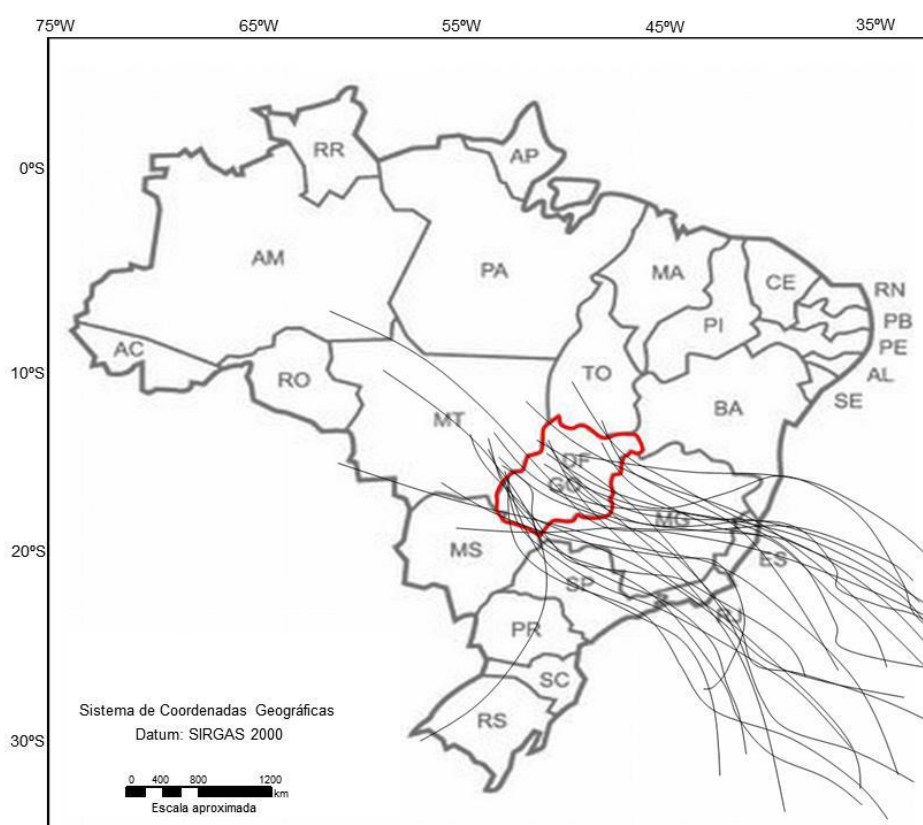 75ºW 65ºW 55ºW 45ºW 35ºW
0ºS
10ºS
20ºS
30ºS
RR
AP
AM
PA
MA
CE
RN
PB
PE
AL
SE
PI
AC
RO
TO
BA
MT
DF
GO
MG
ES
MS
SP
RJ
PR
SC
RS
Sistema de Coordenadas Geográficas
Datum: SIRGAS 2000
0 400 800 1200
km
Escala aproximada